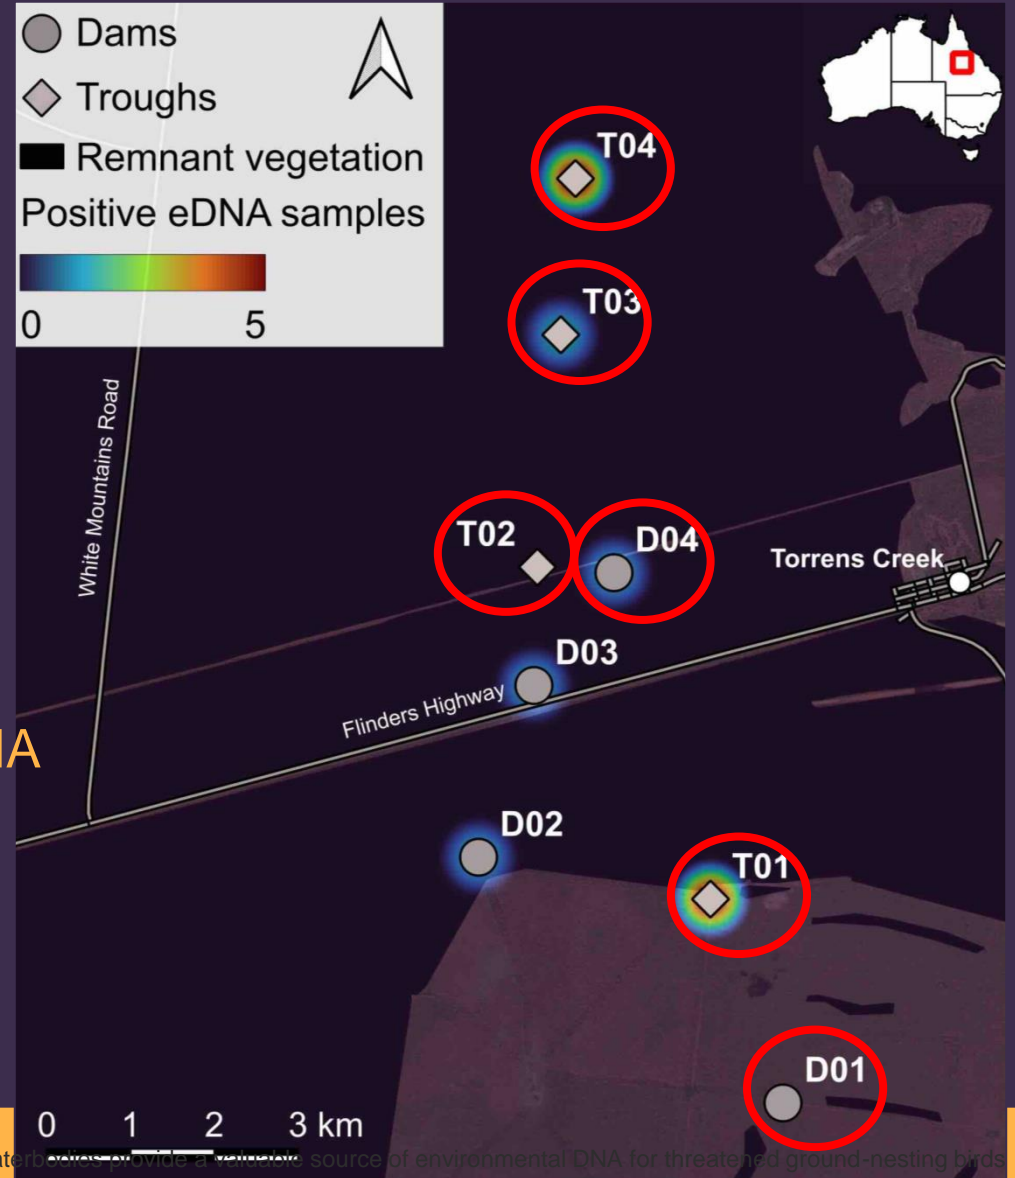 Dams
Troughs
Remnant vegetation
Positive eDNA samples
0 5
T04
T03
White Mountains Road
T02
D04
Torrens Creek
D03
Flinders Highway
D02
T01
D01
0 1 2 3 km
provide a valuable source of environmental DNA for threatened ground-nesting birds